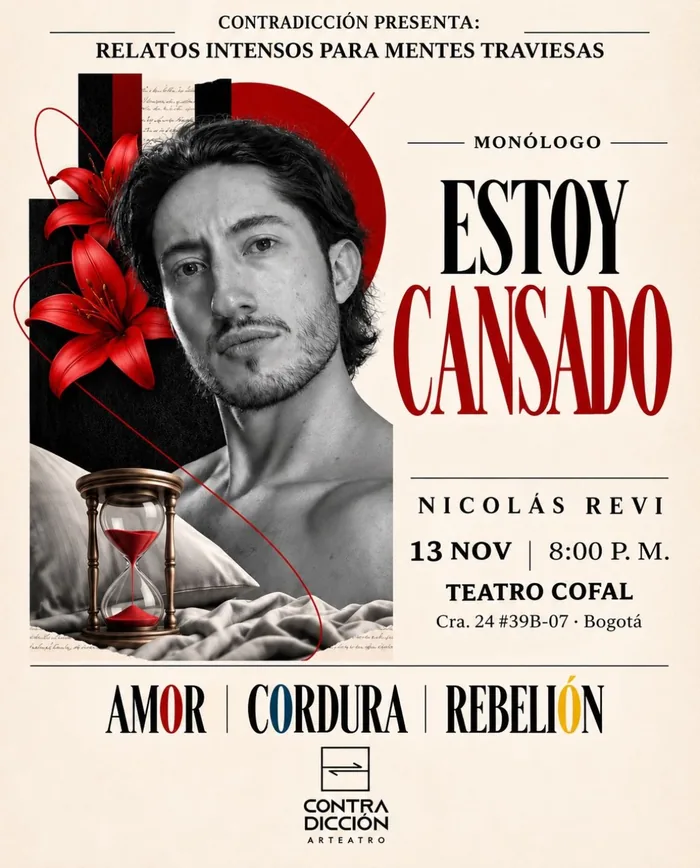 CONTRADICCIÓN PRESENTA:
RELATOS INTENSOS PARA MENTES TRAVIESAS
MONÓLOGO
ESTOY
CANSADO
NICOLÁS REVI
13 NOV | 8:00 P. M.
TEATRO COFAL
Cra. 24 #39B-07 · Bogotá
AMOR | CORDURA | REBELIÓN
CONTRA
DICCIÓN
ARTEATRO